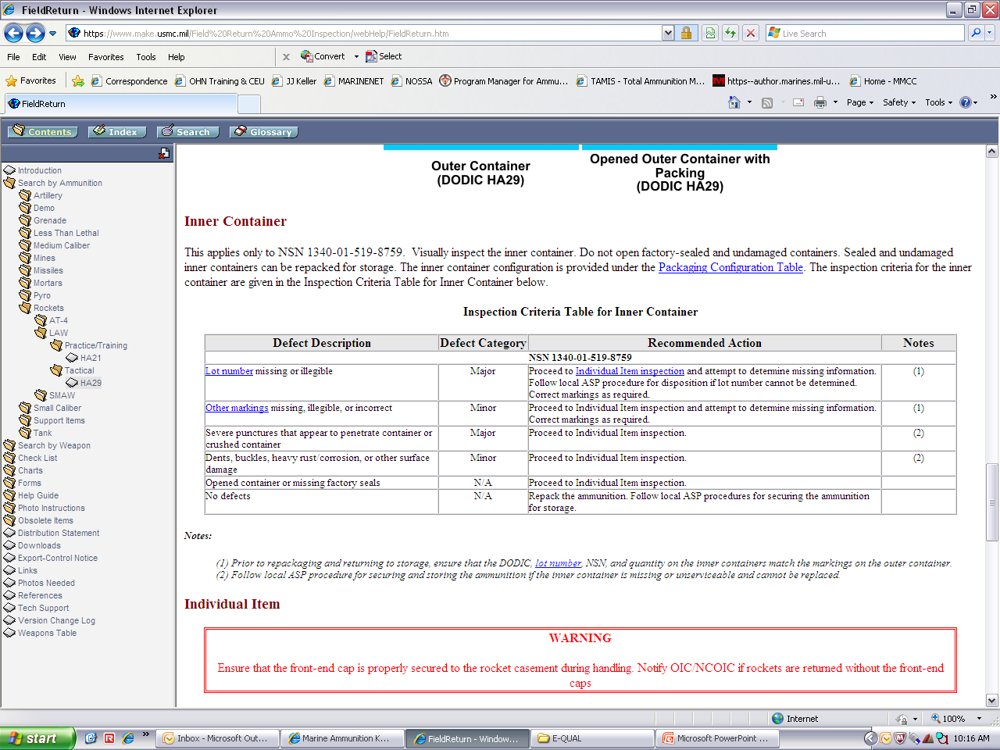 FieldReturn - Windows Internet Explorer
https://www.make.usmc.mil/Field%20Return%20Ammo%20Inspection/webHelp/FieldReturn.htm
Live Search
File Edit View Favorites Tools Help
x Convert Select
Favorites Correspondence OHN Training & CEU JJ Keller MARINENET NOSSA Program Manager for Ammu... TAMIS - Total Ammunition M... https--author.marines.mil-u... Home - MMCC
FieldReturn
Page Safety Tools
Contents Index Search Glossary
Introduction
Search by Ammunition
Artillery
Demo
Grenade
Less Than Lethal
Medium Caliber
Mines
Missiles
Mortars
Pyro
Rockets
AT-4
LAW
Practice/Training
HA21
Tactical
HA29
SMAW
Small Caliber
Support Items
Tank
Search by Weapon
Check List
Charts
Forms
Help Guide
Photo Instructions
Obsolete Items
Distribution Statement
Downloads
Export-Control Notice
Links
Photos Needed
References
Tech Support
Version Change Log
Weapons Table
Outer Container
(DODIC HA29)
Opened Outer Container with
Packing
(DODIC HA29)
Inner Container
This applies only to NSN 1340-01-519-8759. Visually inspect the inner container. Do not open factory-sealed and undamaged containers. Sealed and undamaged
inner containers can be repacked for storage. The inner container configuration is provided under the Packaging Configuration Table. The inspection criteria for the inner
container are given in the Inspection Criteria Table for Inner Container below.
Inspection Criteria Table for Inner Container
Defect Description Defect Category Recommended Action Notes
NSN 1340-01-519-8759
Lot number missing or illegible Major Proceed to Individual Item inspection and attempt to determine missing information. (1)
Follow local ASP procedure for disposition if lot number cannot be determined.
Correct markings as required.
Other markings missing, illegible, or incorrect Minor Proceed to Individual Item inspection and attempt to determine missing information. (1)
Correct markings as required.
Severe punctures that appear to penetrate container or Major Proceed to Individual Item inspection. (2)
crushed container
Dents, buckles, heavy rust/corrosion, or other surface Minor Proceed to Individual Item inspection. (2)
damage
Opened container or missing factory seals N/A Proceed to Individual Item inspection.
No defects N/A Repack the ammunition. Follow local ASP procedures for securing the ammunition
for storage.
Notes:
(1) Prior to repackaging and returning to storage, ensure that the DODIC, lot number, NSN, and quantity on the inner containers match the markings on the outer container.
(2) Follow local ASP procedure for securing and storing the ammunition if the inner container is missing or unserviceable and cannot be replaced.
Individual Item
WARNING
Ensure that the front-end cap is properly secured to the rocket casement during handling. Notify OIC/NCOIC if rockets are returned without the front-end
caps
Internet 100%
start Inbox - Microsoft Out... Marine Ammunition K... FieldReturn - Window... E-QUAL Microsoft PowerPoint ... 10:16 AM